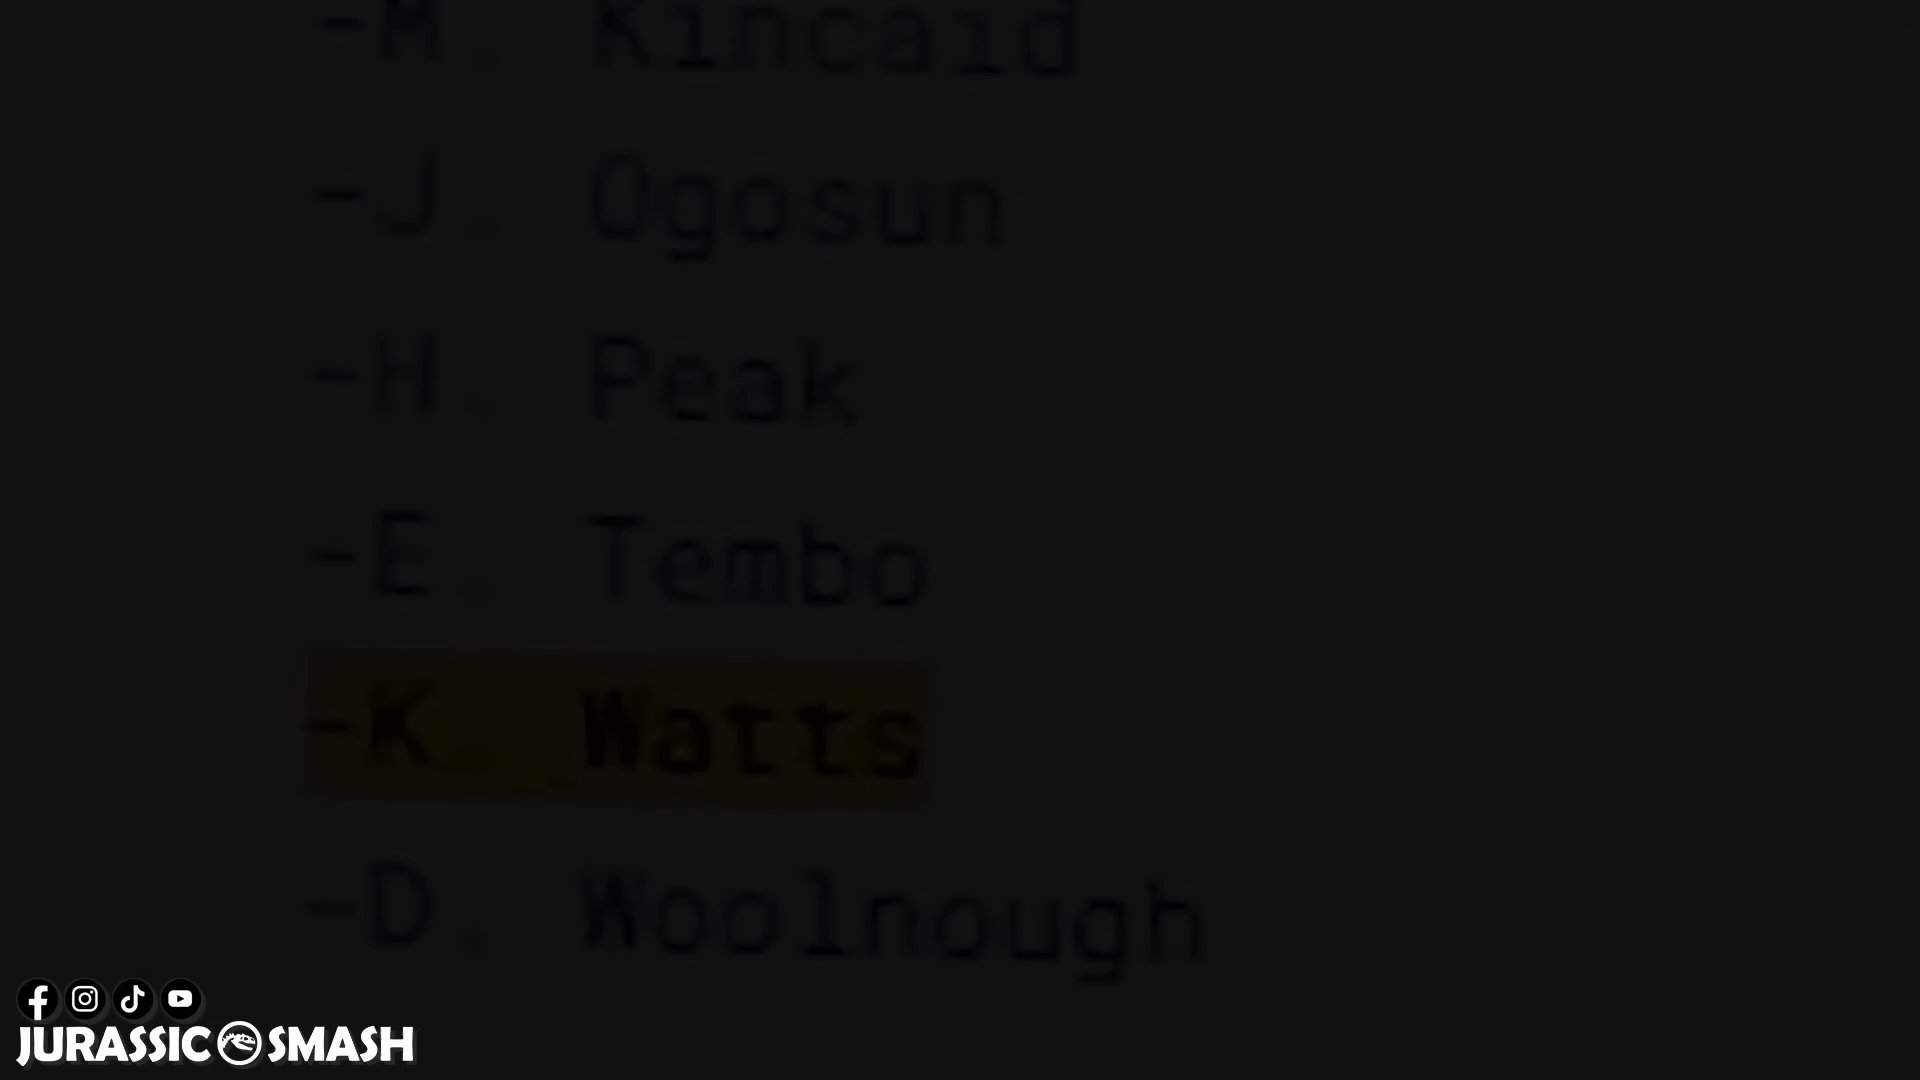 -M. Kincaid
-J. Ogosun
-H. Peak
-E. Tembo
-K. Watts
-D. Woolnough
JURASSIC SMASH